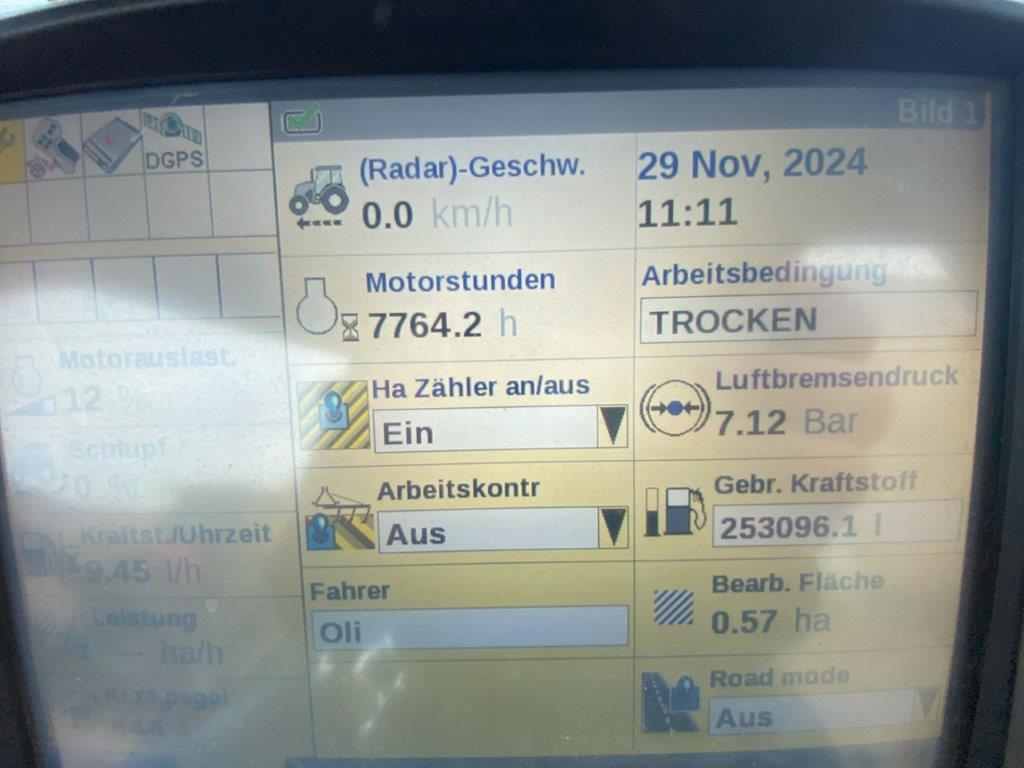 Bild 1
DGPS
(Radar)-Geschw.
0.0 km/h
29 Nov, 2024
11:11
Motorstunden
7764.2 h
Arbeitsbedingung
TROCKEN
Motorauslast.
12 %
Ha Zähler an/aus
Ein
Luftbremsendruck
7.12 Bar
Schlupf
0 %
Arbeitskontr
Aus
Gebr. Kraftstoff
253096.1 l
Kraftst./Uhrzeit
9.45 l/h
Fahrer
Oli
Bearb. Fläche
0.57 ha
Leistung
ha/h
Road mode
Aus